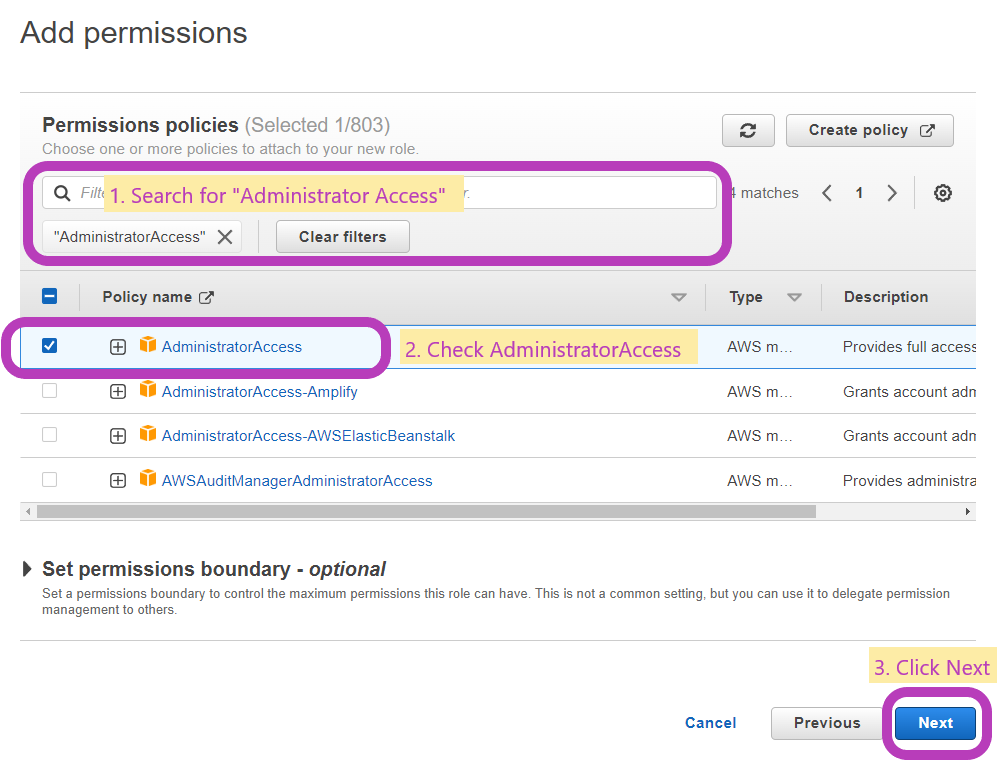 Add permissions
Permissions policies (Selected 1/803)
Create policy
Choose one or more policies to attach to your new role.
1. Search for "Administrator Access"
matches
1
"AdministratorAccess"
Clear filters
Policy name
Type
Description
AdministratorAccess
2. Check AdministratorAccess
AWS m...
Provides full access
AdministratorAccess-Amplify
AWS m...
Grants account adm
AdministratorAccess-AWSElasticBeanstalk
AWS m...
Grants account adm
AWSAuditManagerAdministratorAccess
AWS m...
Provides administra
Set permissions boundary - optional
Set a permissions boundary to control the maximum permissions this role can have. This is not a common setting, but you can use it to delegate permission
management to others.
3. Click Next
Cancel
Previous
Next